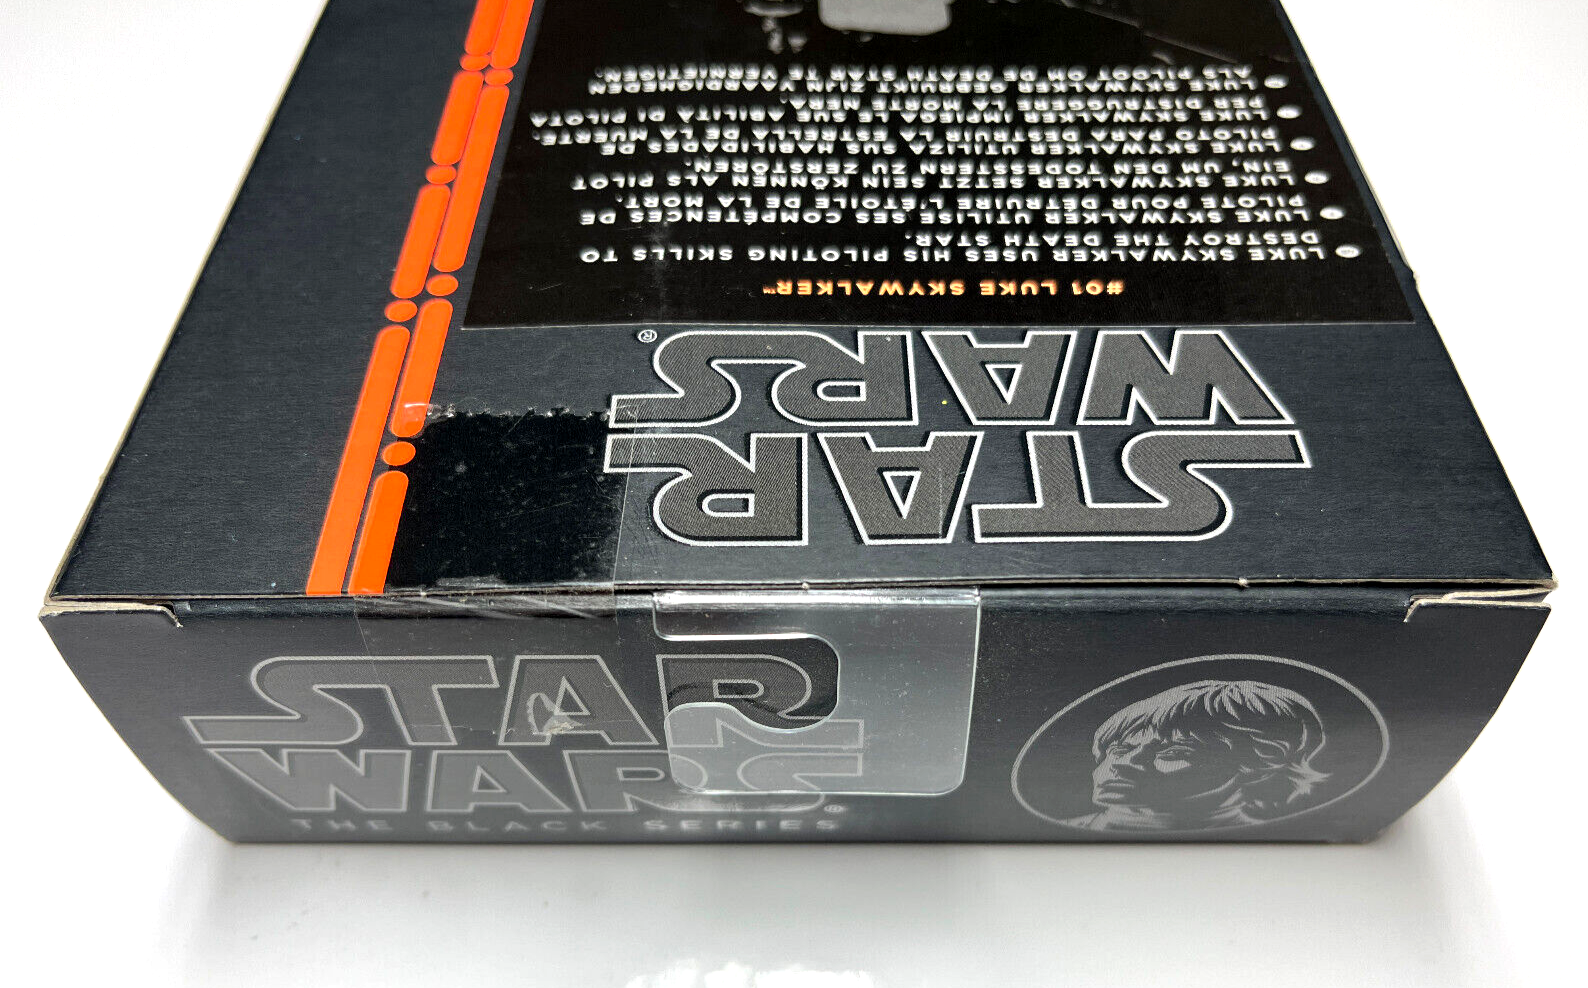 STAR
WARS®
#01 LUKE SKYWALKER™
LUKE SKYWALKER USES HIS PILOTING SKILLS TO
DESTROY THE DEATH STAR.
LUKE SKYWALKER UTILISE SES COMPÉTENCES DE
PILOTE POUR DÉTRUIRE L'ÉTOILE DE LA MORT.
LUKE SKYWALKER SETZT SEIN KÖNNEN ALS PILOT
EIN, UM DEN TODESSTERN ZU ZERSTÖREN.
LUKE SKYWALKER UTILIZA SUS HABILIDADES DE
PILOTO PARA DESTRUIR LA ESTRELLA DE LA MUERTE.
LUKE SKYWALKER IMPIEGA LE SUE ABILITÀ DI PILOTA
PER DISTRUGGERE LA MORTE NERA.
LUKE SKYWALKER GEBRUIKT ZIJN VAARDIGHEDEN
ALS PILOOT OM DE DEATH STAR TE VERNIETIGEN.
STAR
WARS®
THE BLACK SERIES